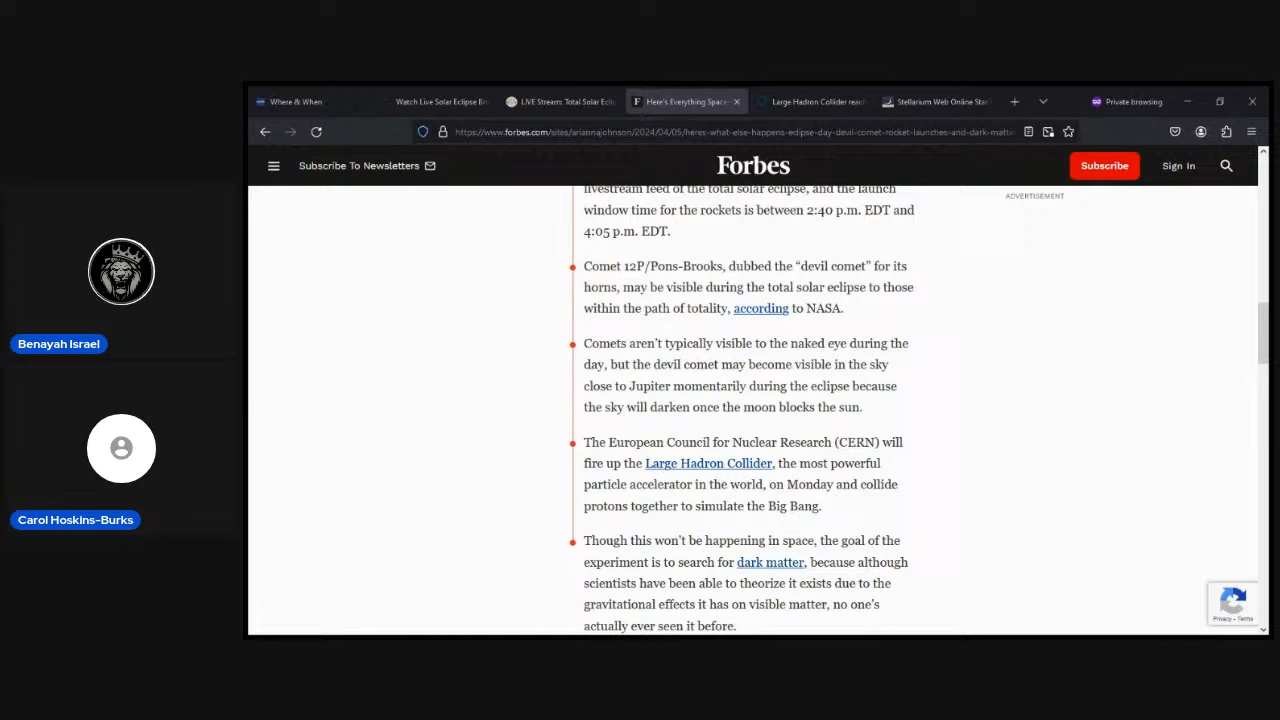 Where & When
Watch Live Solar Eclipse Br
LIVE Stream: Total Solar Ecli
Here's Everything Space
Large Hadron Collider reac
Stellarium Web Online Star
Private browsing
https://www.forbes.com/sites/ariannajohnson/2024/04/05/heres-what-else-happens-eclipse-day-devil-comet-rocket-launches-and-dark-matte
Subscribe To Newsletters
Forbes
Subscribe
Sign In
livestream feed of the total solar eclipse, and the launch
ADVERTISEMENT
window time for the rockets is between 2:40 p.m. EDT and
4:05 p.m. EDT.
Comet 12P/Pons-Brooks, dubbed the “devil comet” for its
horns, may be visible during the total solar eclipse to those
within the path of totality, according to NASA.
Benayah Israel
Comets aren’t typically visible to the naked eye during the
day, but the devil comet may become visible in the sky
close to Jupiter momentarily during the eclipse because
the sky will darken once the moon blocks the sun.
The European Council for Nuclear Research (CERN) will
fire up the Large Hadron Collider, the most powerful
particle accelerator in the world, on Monday and collide
protons together to simulate the Big Bang.
Carol Hoskins-Burks
Though this won’t be happening in space, the goal of the
experiment is to search for dark matter, because although
scientists have been able to theorize it exists due to the
gravitational effects it has on visible matter, no one’s
actually ever seen it before.
Privacy - Terms